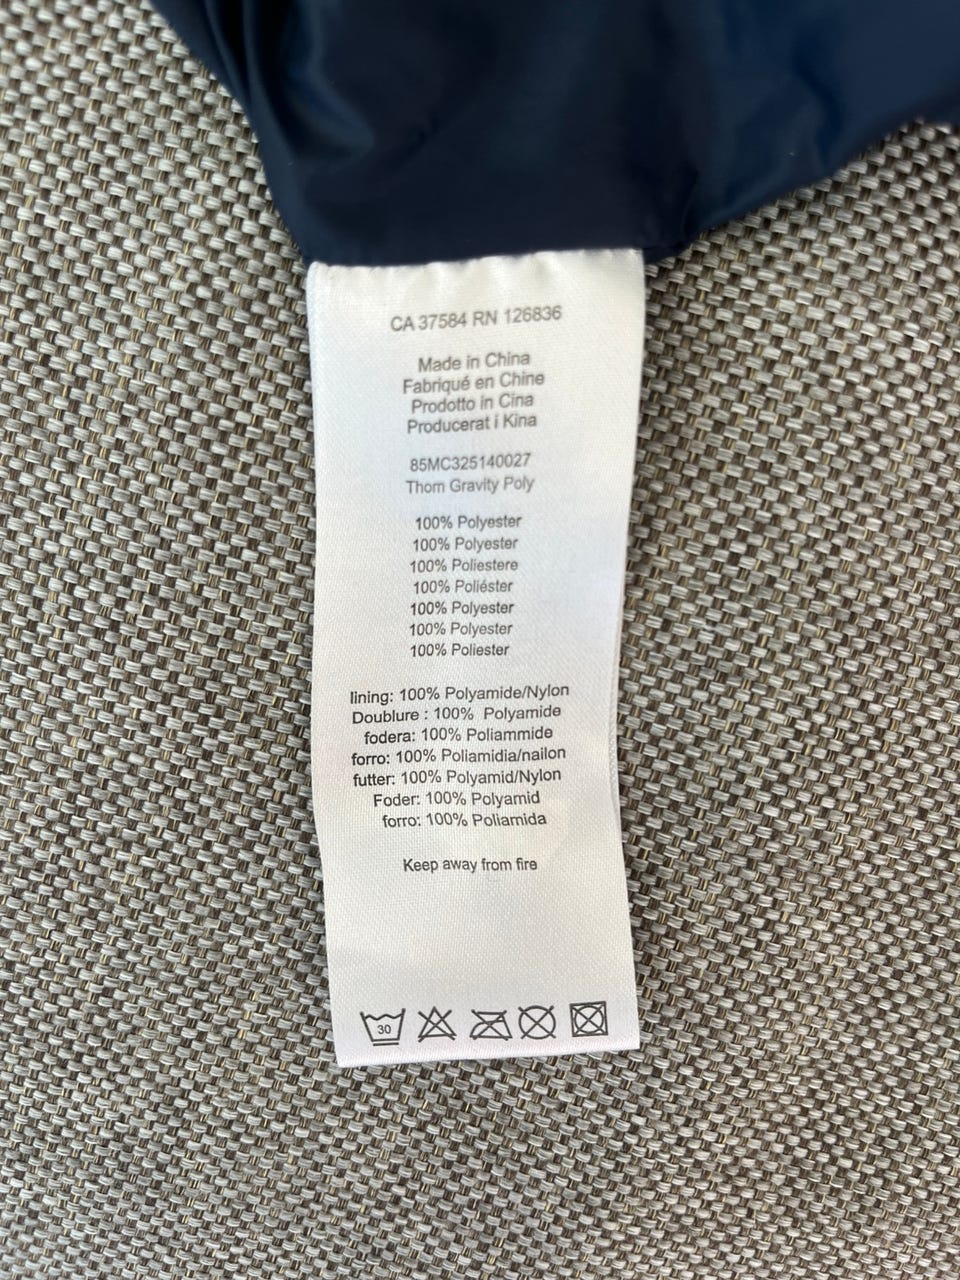 CA 37584 RN 126836
Made in China
Fabriqué en Chine
Prodotto in Cina
Producerat i Kina
85MC325140027
Thom Gravity Poly
100% Polyester
100% Polyester
100% Poliestere
100% Poliéster
100% Polyester
100% Polyester
100% Poliester
lining: 100% Polyamide/Nylon
Doublure : 100% Polyamide
fodera: 100% Poliammide
forro: 100% Poliamidia/nailon
futter: 100% Polyamid/Nylon
Foder: 100% Polyamid
forro: 100% Poliamida
Keep away from fire
30